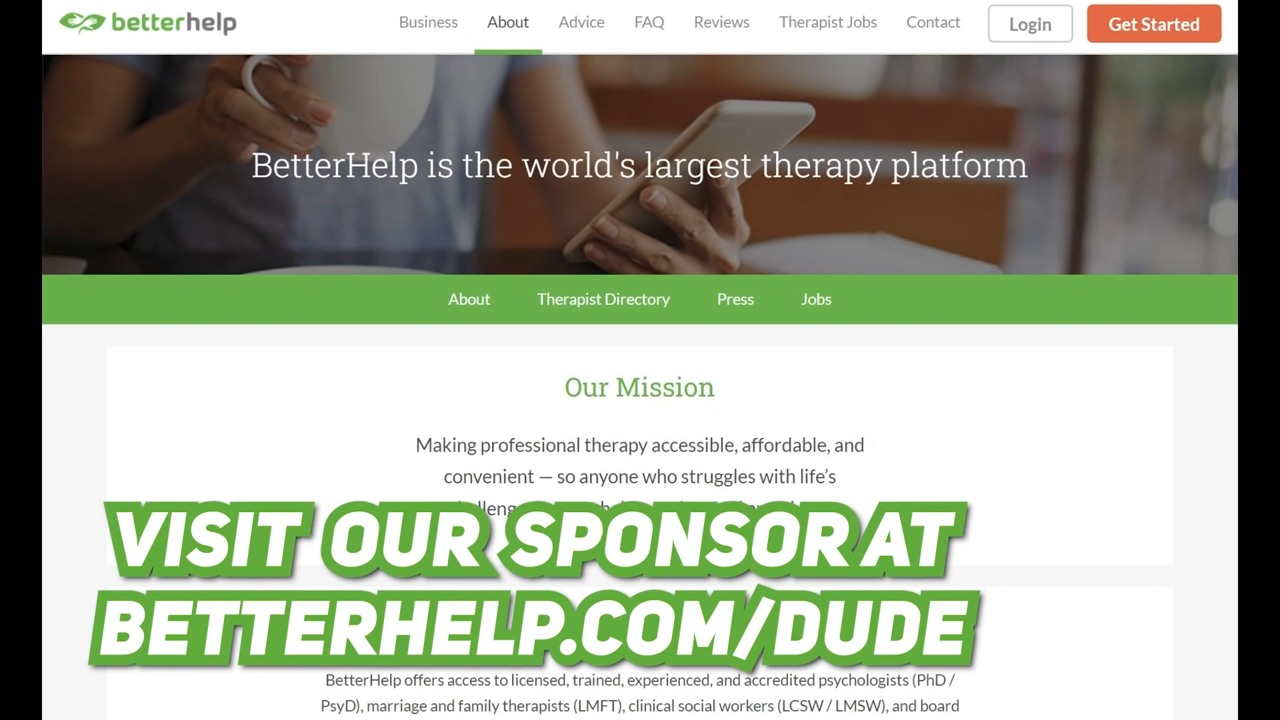 betterhelp
Business About Advice FAQ Reviews Therapist Jobs Contact Login Get Started
BetterHelp is the world's largest therapy platform
About Therapist Directory Press Jobs
Our Mission
Making professional therapy accessible, affordable, and
convenient — so anyone who struggles with life's
VISIT OUR SPONSOR AT
BETTERHELP.COM/DUDE
BetterHelp offers access to licensed, trained, experienced, and accredited psychologists (PhD /
PsyD), marriage and family therapists (LMFT), clinical social workers (LCSW / LMSW), and board